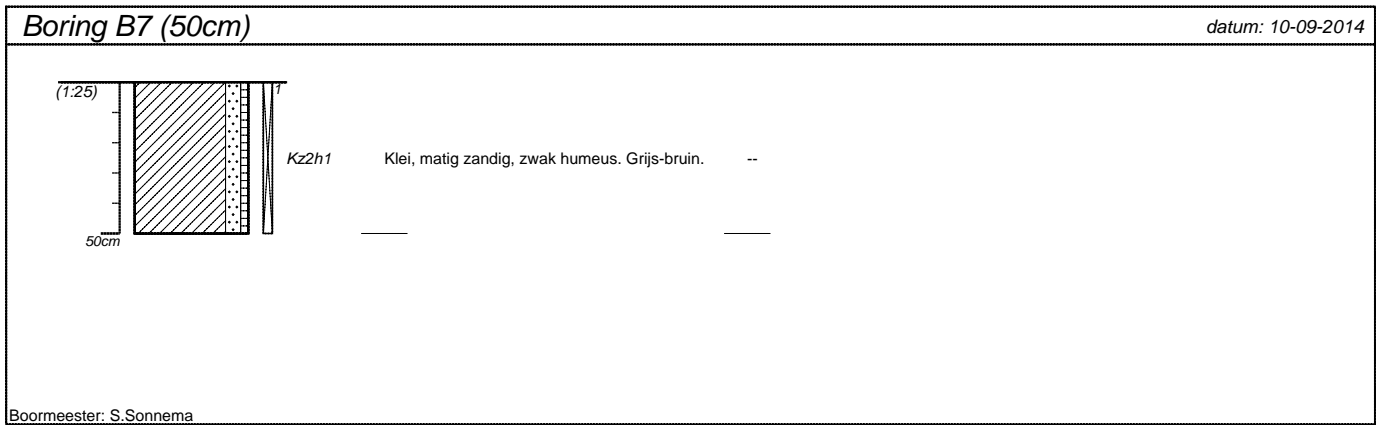 Boring B7 (50cm) datum: 10-09-2014
(1:25) 1
Kz2h1 Klei, matig zandig, zwak humeus. Grijs-bruin. --
50cm
Boormeester: S.Sonnema